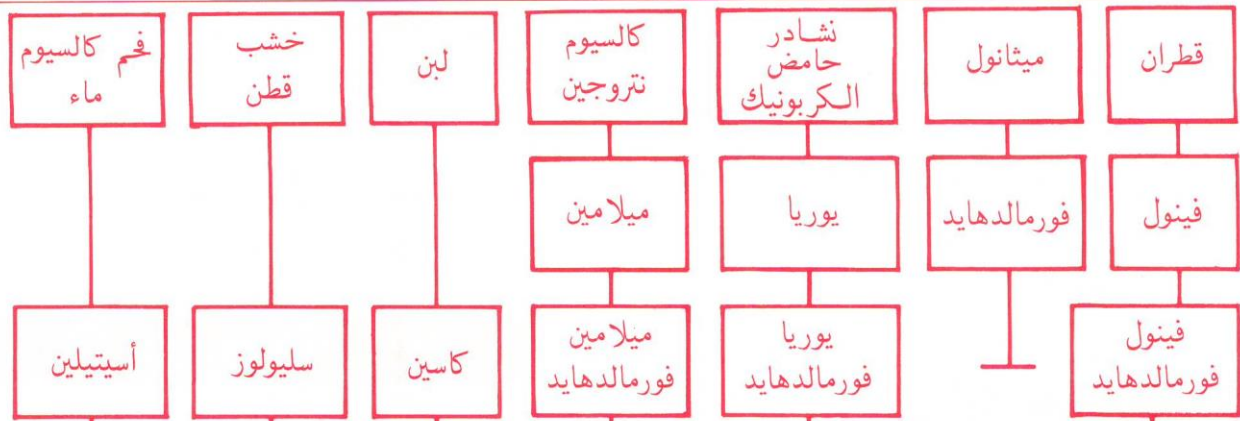 قطران
ميثانول
نشادر
حامض
الكربونيك
كالسيوم
نتروجين
لبن
خشب
قطن
فحم كالسيوم
ماء
فينول
فورمالدهايد
يوريا
ميلامين
فينول
فورمالدهايد
يوريا
فورمالدهايد
ميلامين
فورمالدهايد
كاسين
سليولوز
أسيتيلين